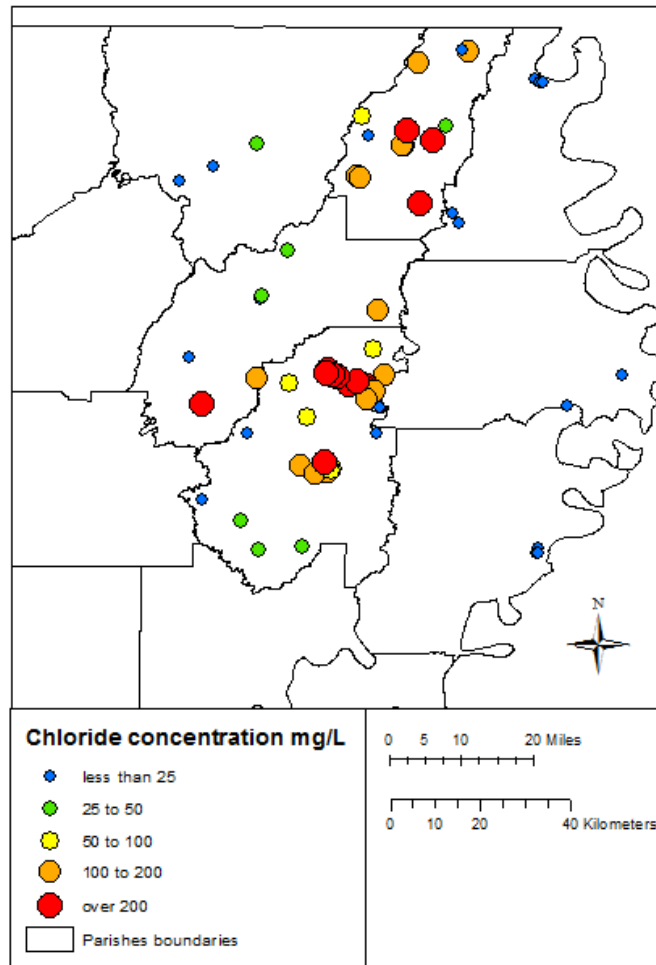 N
Chloride concentration mg/L
less than 25
25 to 50
50 to 100
100 to 200
over 200
Parishes boundaries
0 5 10 20 Miles
0 10 20 40 Kilometers